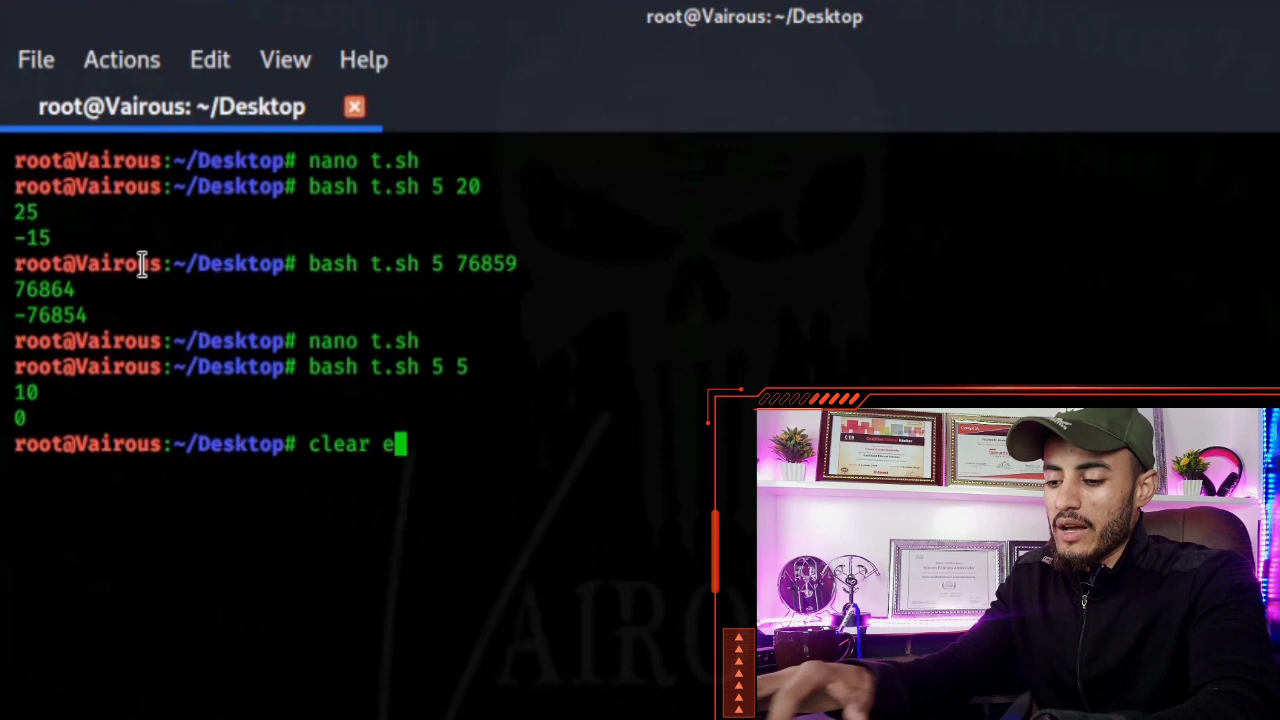 root@Vairous: ~/Desktop
File Actions Edit View Help
root@Vairous: ~/Desktop
root@Vairous:~/Desktop# nano t.sh
root@Vairous:~/Desktop# bash t.sh 5 20
25
-15
root@Vairous:~/Desktop# bash t.sh 5 76859
76864
-76854
root@Vairous:~/Desktop# nano t.sh
root@Vairous:~/Desktop# bash t.sh 5 5
10
0
root@Vairous:~/Desktop# clear e